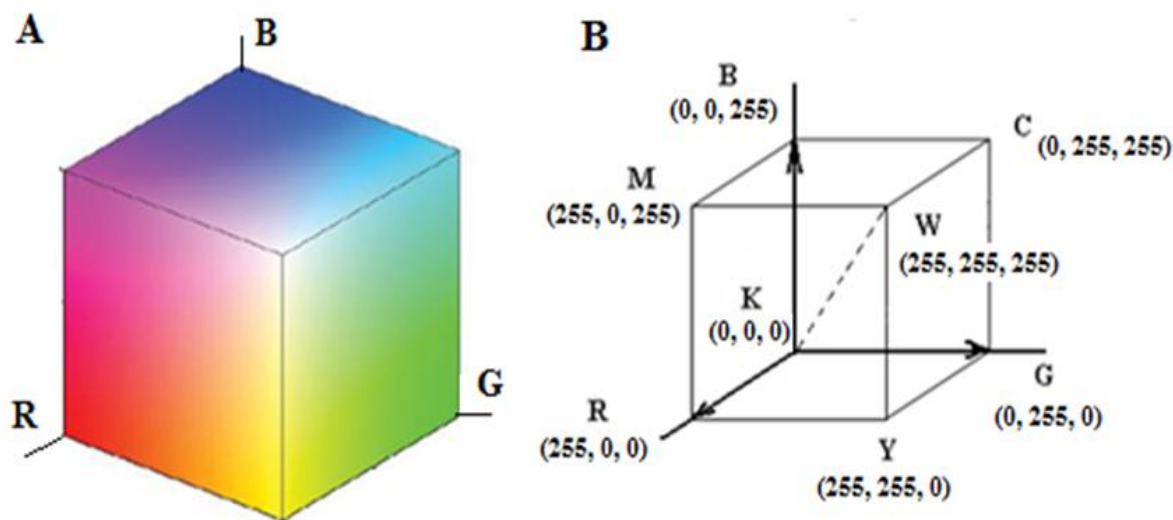 A
B
R
G
B
B
(0, 0, 255)
C
(0, 255, 255)
M
(255, 0, 255)
W
(255, 255, 255)
K
(0, 0, 0)
R
(255, 0, 0)
G
(0, 255, 0)
Y
(255, 255, 0)